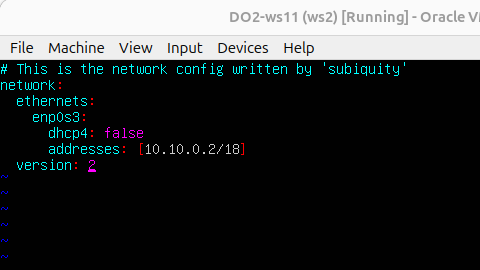 DO2-ws11 (ws2) [Running] - Oracle VM
File Machine View Input Devices Help
# This is the network config written by 'subiquity'
network:
  ethernets:
    enp0s3:
      dhcp4: false
      addresses: [10.10.0.2/18]
  version: 2
~
~
~
~
~
~